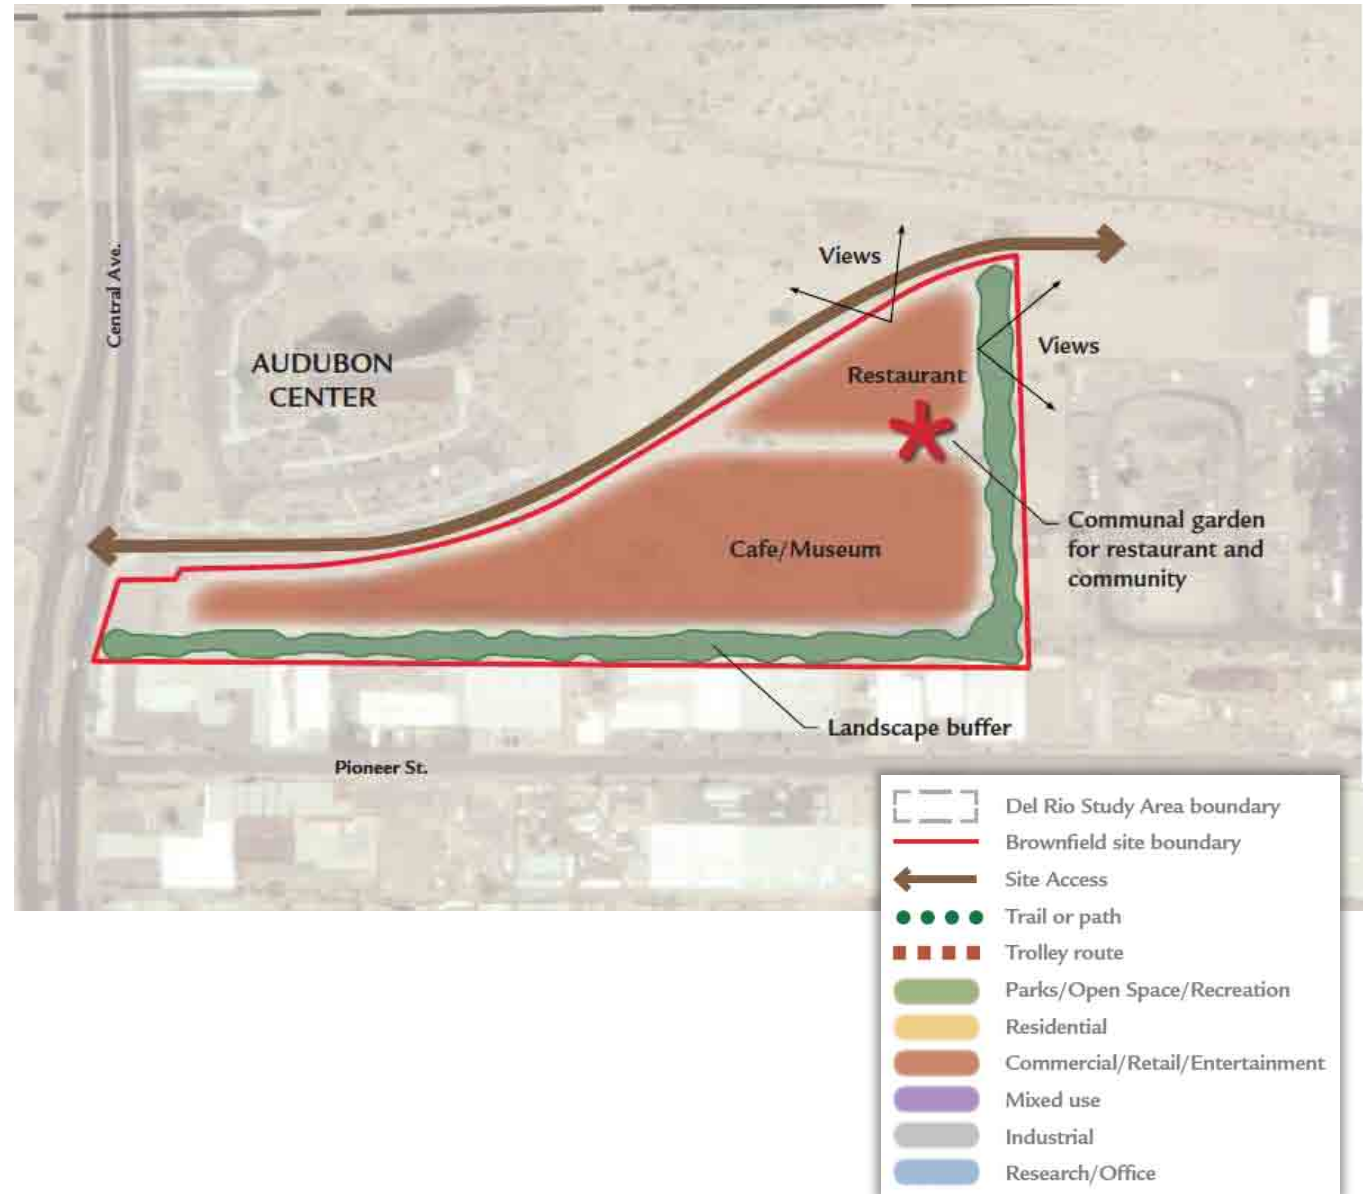 Central Ave.
AUDUBON
CENTER
Views
Views
Restaurant
Cafe/Museum
Communal garden
for restaurant and
community
Landscape buffer
Pioneer St.
Del Rio Study Area boundary
Brownfield site boundary
Site Access
Trail or path
Trolley route
Parks/Open Space/Recreation
Residential
Commercial/Retail/Entertainment
Mixed use
Industrial
Research/Office